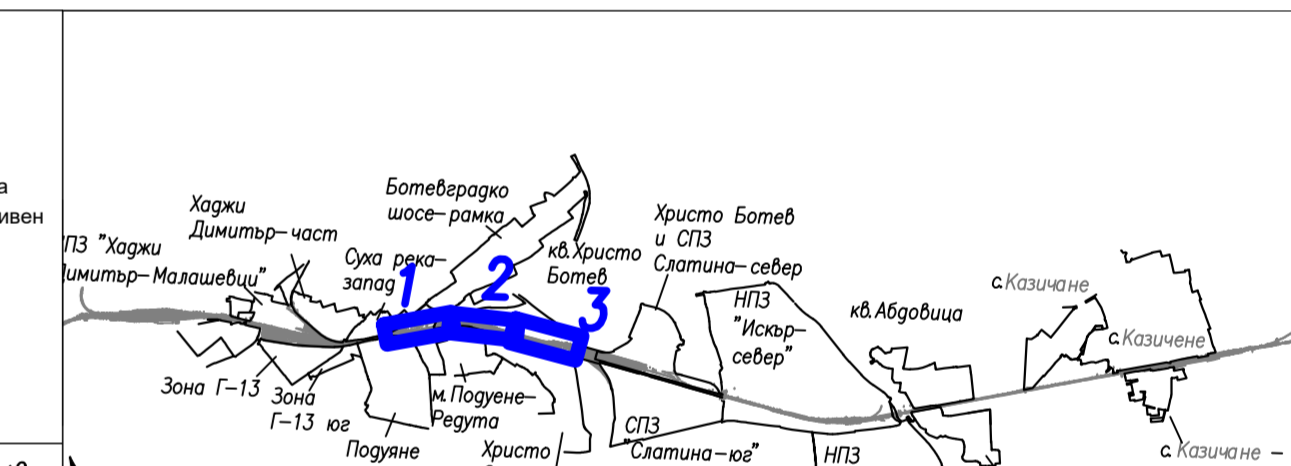 а
ивен
Хаджи
Димитър-част
ПЗ "Хаджи
Димитър-Малашевци"
Ботевградско
шосе-рамка
Суха река-
запад
1
2
3
кв.Христо
Ботев
Христо Ботев
и СПЗ
Слатина-север
НПЗ
"Искър-
север"
кв.Абдовица
с.Казичане
с.Казичене
Зона Г-13
Зона
Г-13 юг
Подуяне
м.Подуене-
Редута
Христо
СПЗ
"Слатина-юг"
НПЗ
с.Казичане -